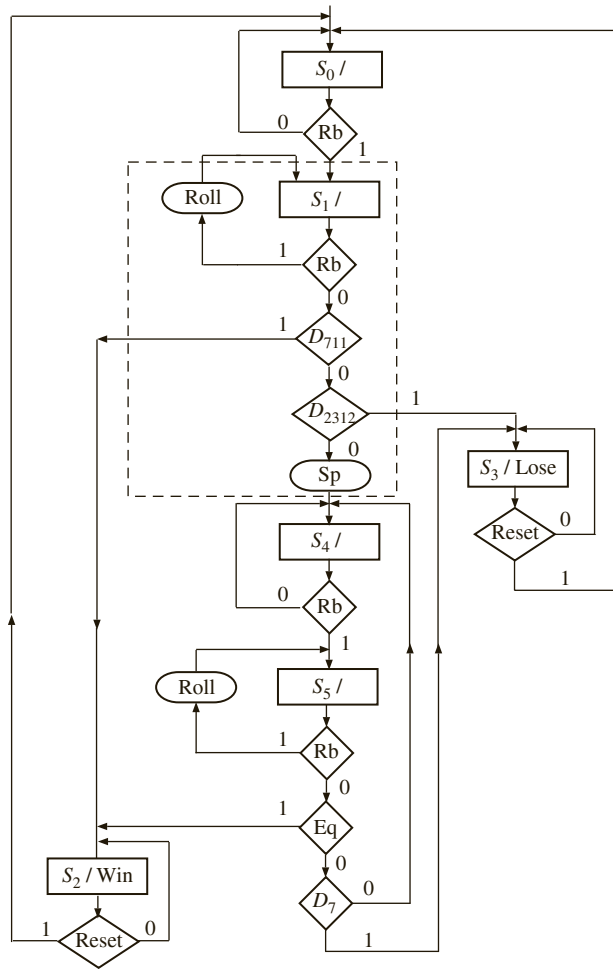 S₀ /
0
Rb
1
Roll
S₁ /
1
Rb
0
1
D₇₁₁
0
D₂₃₁₂
1
0
Sp
S₃ / Lose
S₄ /
Reset
0
0
Rb
1
1
Roll
S₅ /
1
Rb
0
1
Eq
0
S₂ / Win
D₇
0
1
Reset
0
1